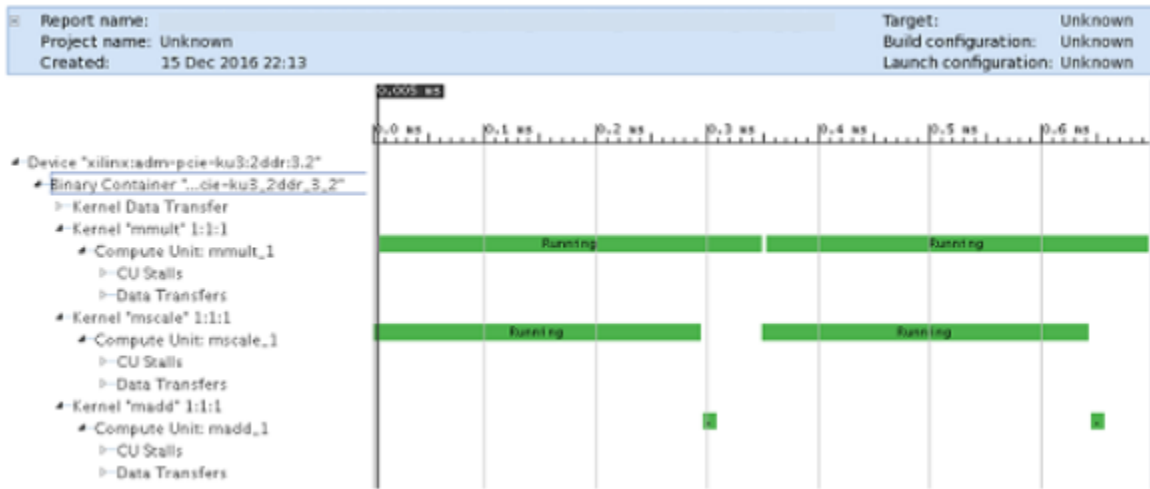 Report name:
Target: Unknown
Project name: Unknown
Build configuration: Unknown
Created: 15 Dec 2016 22:13
Launch configuration: Unknown
0.005 ms
0.0 ms 0.1 ms 0.2 ms 0.3 ms 0.4 ms 0.5 ms 0.6 ms
Device "xilinx:adm-pcie-ku3:2ddr:3.2"
Binary Container "...cie-ku3_2ddr_3_2"
Kernel Data Transfer
Kernel "mmult" 1:1:1
Compute Unit: mmult_1
Running Running
CU Stalls
Data Transfers
Kernel "mscale" 1:1:1
Compute Unit: mscale_1
Running Running
CU Stalls
Data Transfers
Kernel "madd" 1:1:1
Compute Unit: madd_1
CU Stalls
Data Transfers